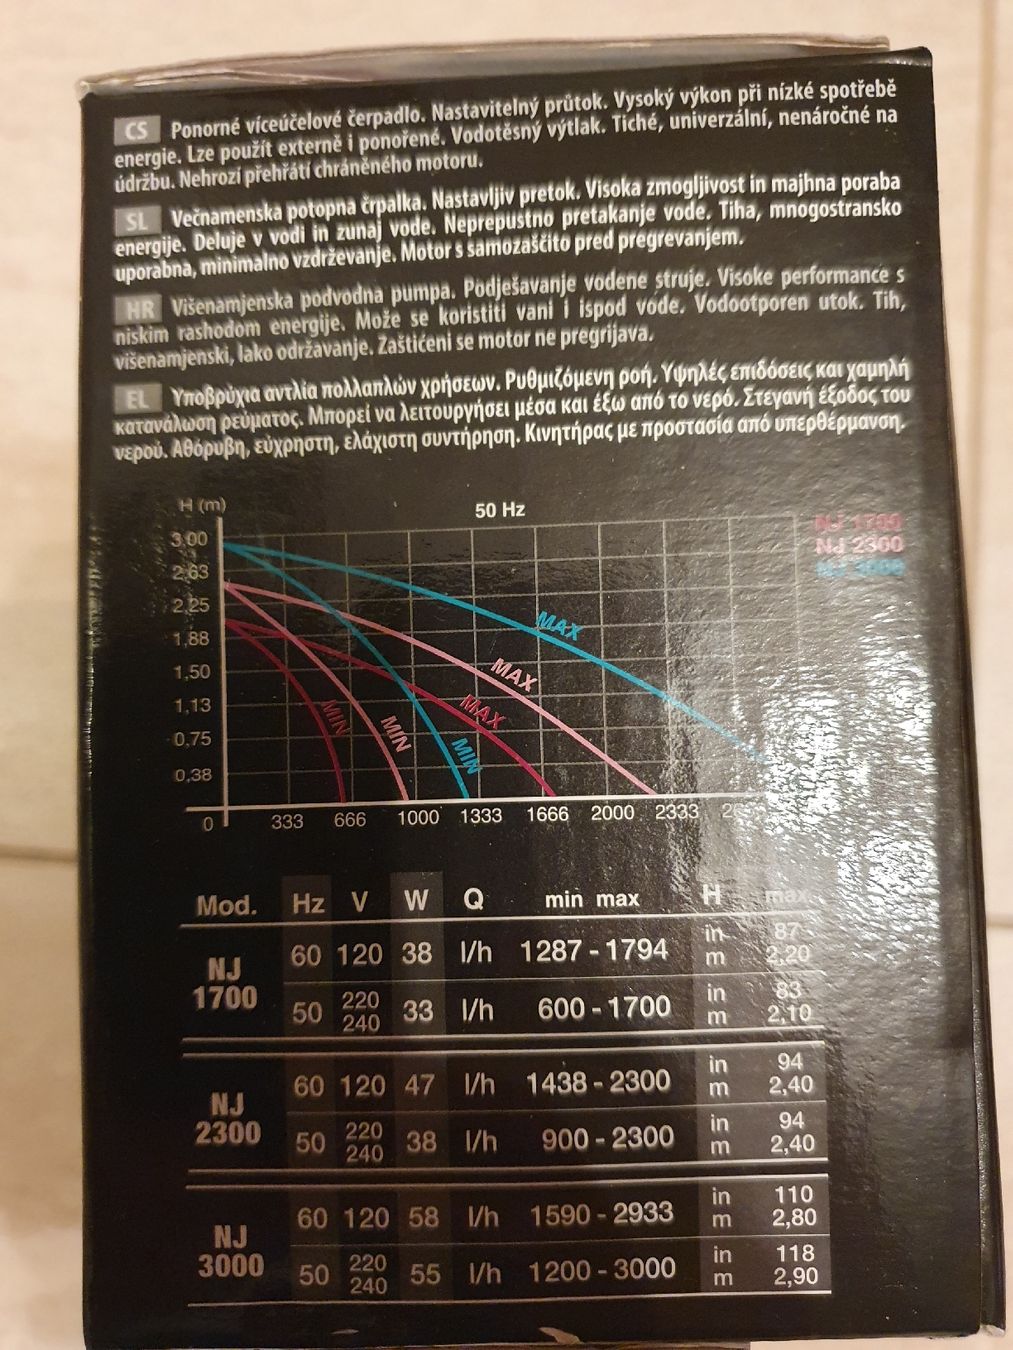 CS Ponorné víceúčelové čerpadlo. Nastavitelný průtok. Vysoký výkon při nízké spotřebě
energie. Lze použít externě i ponořené. Vodotěsný výtlak. Tiché, univerzální, nenáročné na
údržbu. Nehrozí přehřátí chráněného motoru.
SL Večnamenska potopna črpalka. Nastavljiv pretok. Visoka zmogljivost in majhna poraba
energije. Deluje v vodi in zunaj vode. Neprepustno pretakanje vode. Tiha, mnogostransko
uporabna, minimalno vzdrževanje. Motor s samozaščito pred pregrevanjem.
HR Višenamjenska podvodna pumpa. Podješavanje vodene struje. Visoke performance s
niskim rashodom energije. Može se koristiti vani i ispod vode. Vodootporen utok. Tih,
višenamjenski, lako održavanje. Zaštićeni se motor ne pregrijava.
EL Υποβρύχια αντλία πολλαπλών χρήσεων. Ρυθμιζόμενη ροή. Υψηλές επιδόσεις και χαμηλή
κατανάλωση ρεύματος. Μπορεί να λειτουργήσει μέσα και έξω από το νερό. Στεγανή έξοδος του
νερού. Αθόρυβη, εύχρηστη, ελάχιστη συντήρηση. Κινητήρας με προστασία από υπερθέρμανση.
H (m) 50 Hz
NJ 1700
NJ 2300
NJ 3000
3,00
2,63
2,25
1,88
1,50
1,13
0,75
0,38
MAX
MAX
MAX
MIN
MIN
MIN
0 333 666 1000 1333 1666 2000 2333
Mod. Hz V W Q min max H max
NJ 1700
60 120 38 l/h 1287 - 1794 in 87 m 2,20
50 220 240 33 l/h 600 - 1700 in 83 m 2,10
NJ 2300
60 120 47 l/h 1438 - 2300 in 94 m 2,40
50 220 240 38 l/h 900 - 2300 in 94 m 2,40
NJ 3000
60 120 58 l/h 1590 - 2933 in 110 m 2,80
50 220 240 55 l/h 1200 - 3000 in 118 m 2,90